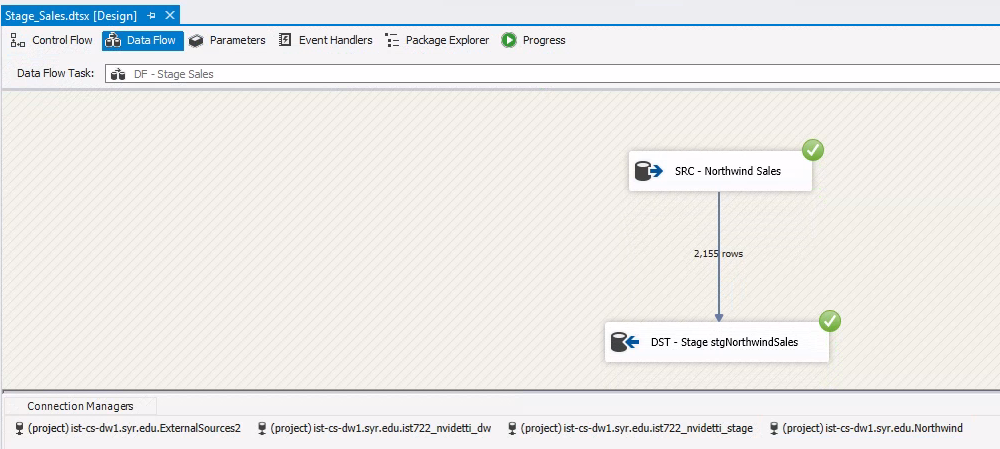 Stage_Sales.dtsx [Design]
Control Flow Data Flow Parameters Event Handlers Package Explorer Progress
Data Flow Task: DF - Stage Sales
SRC - Northwind Sales
2,155 rows
DST - Stage stgNorthwindSales
Connection Managers
(project) ist-cs-dw1.syr.edu.ExternalSources2 (project) ist-cs-dw1.syr.edu.ist722_nvidetti_dw (project) ist-cs-dw1.syr.edu.ist722_nvidetti_stage (project) ist-cs-dw1.syr.edu.Northwind